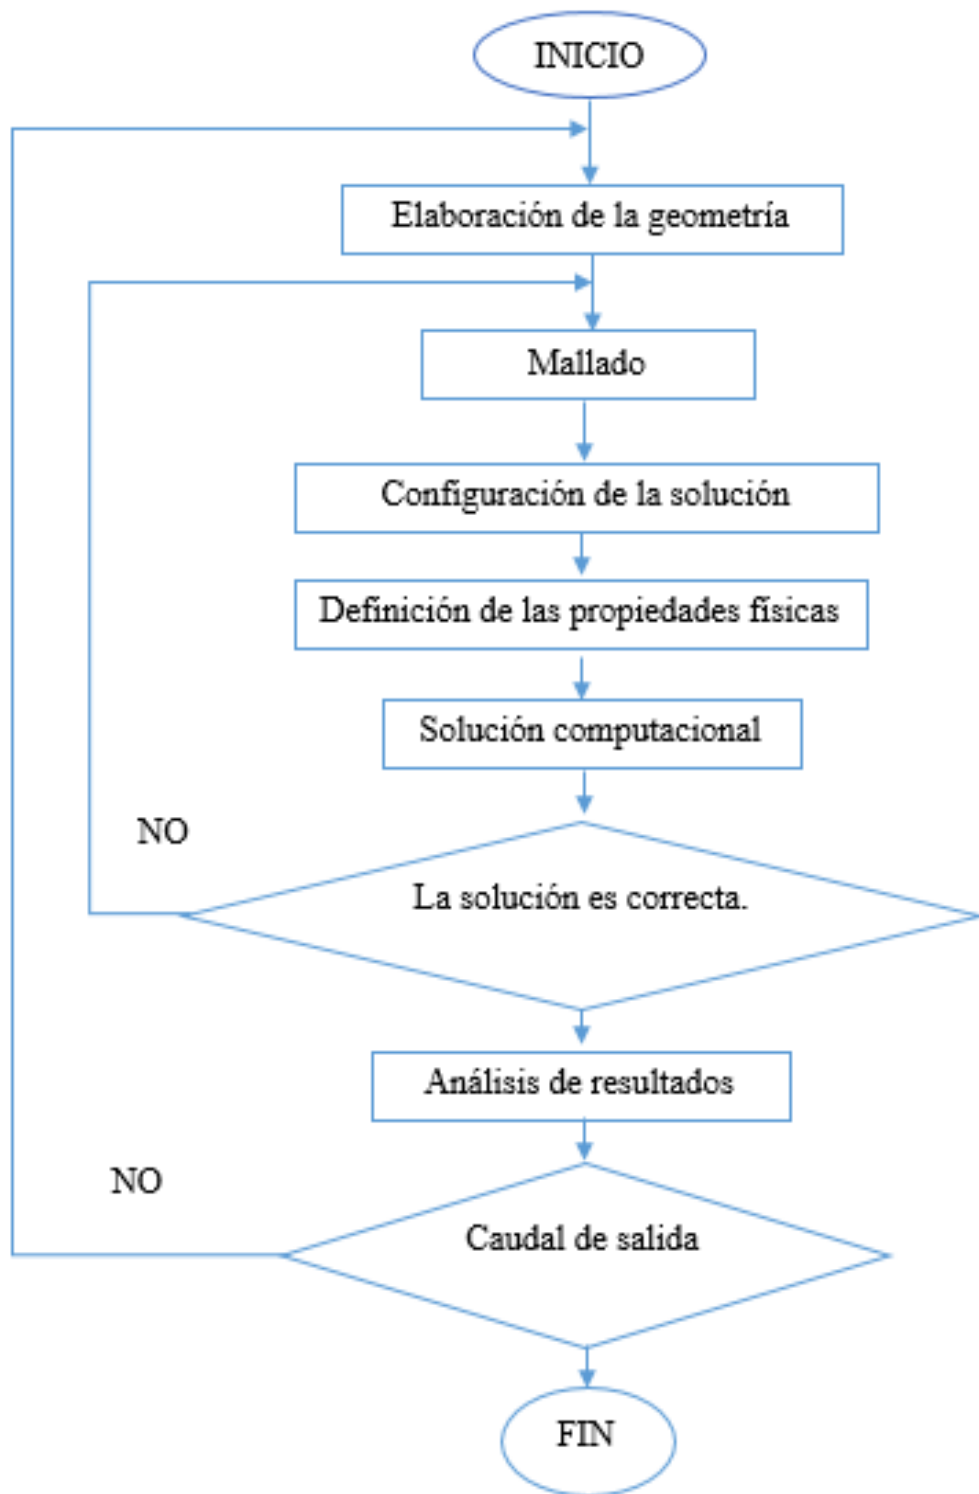 INICIO
Elaboración de la geometría
Mallado
Configuración de la solución
Definición de las propiedades físicas
Solución computacional
NO
La solución es correcta.
Análisis de resultados
NO
Caudal de salida
FIN